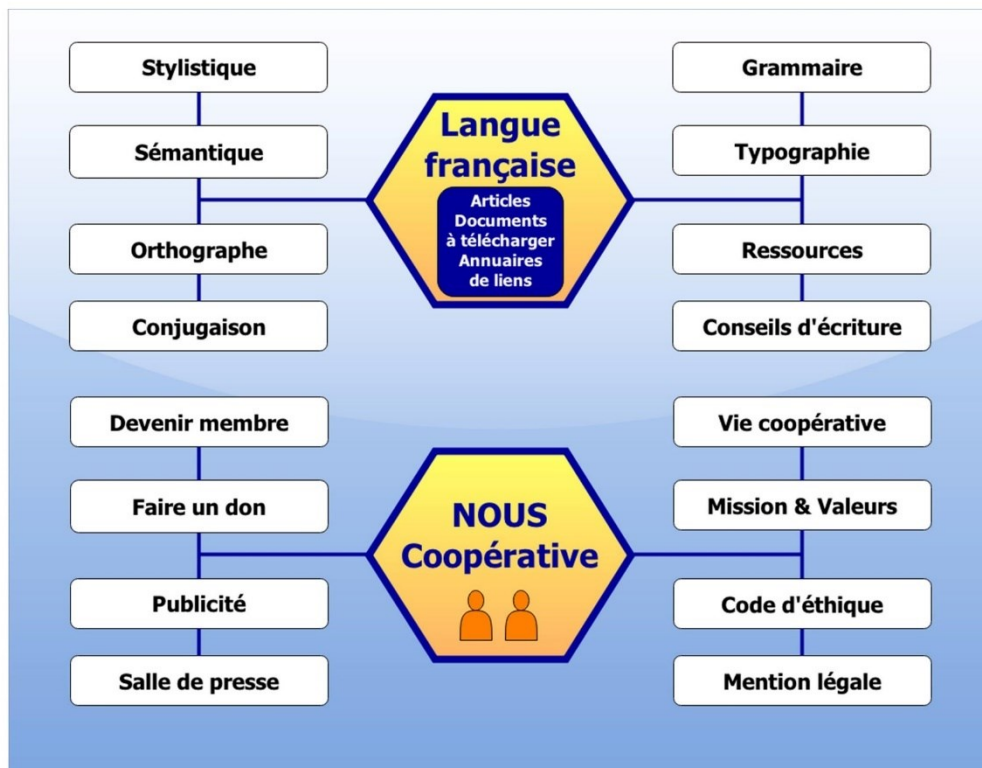 Stylistique
Sémantique
Orthographe
Conjugaison
Langue
française
Articles
Documents
à télécharger
Annuaires
de liens
Grammaire
Typographie
Ressources
Conseils d'écriture
Devenir membre
Faire un don
Publicité
Salle de presse
NOUS
Coopérative
Vie coopérative
Mission & Valeurs
Code d'éthique
Mention légale